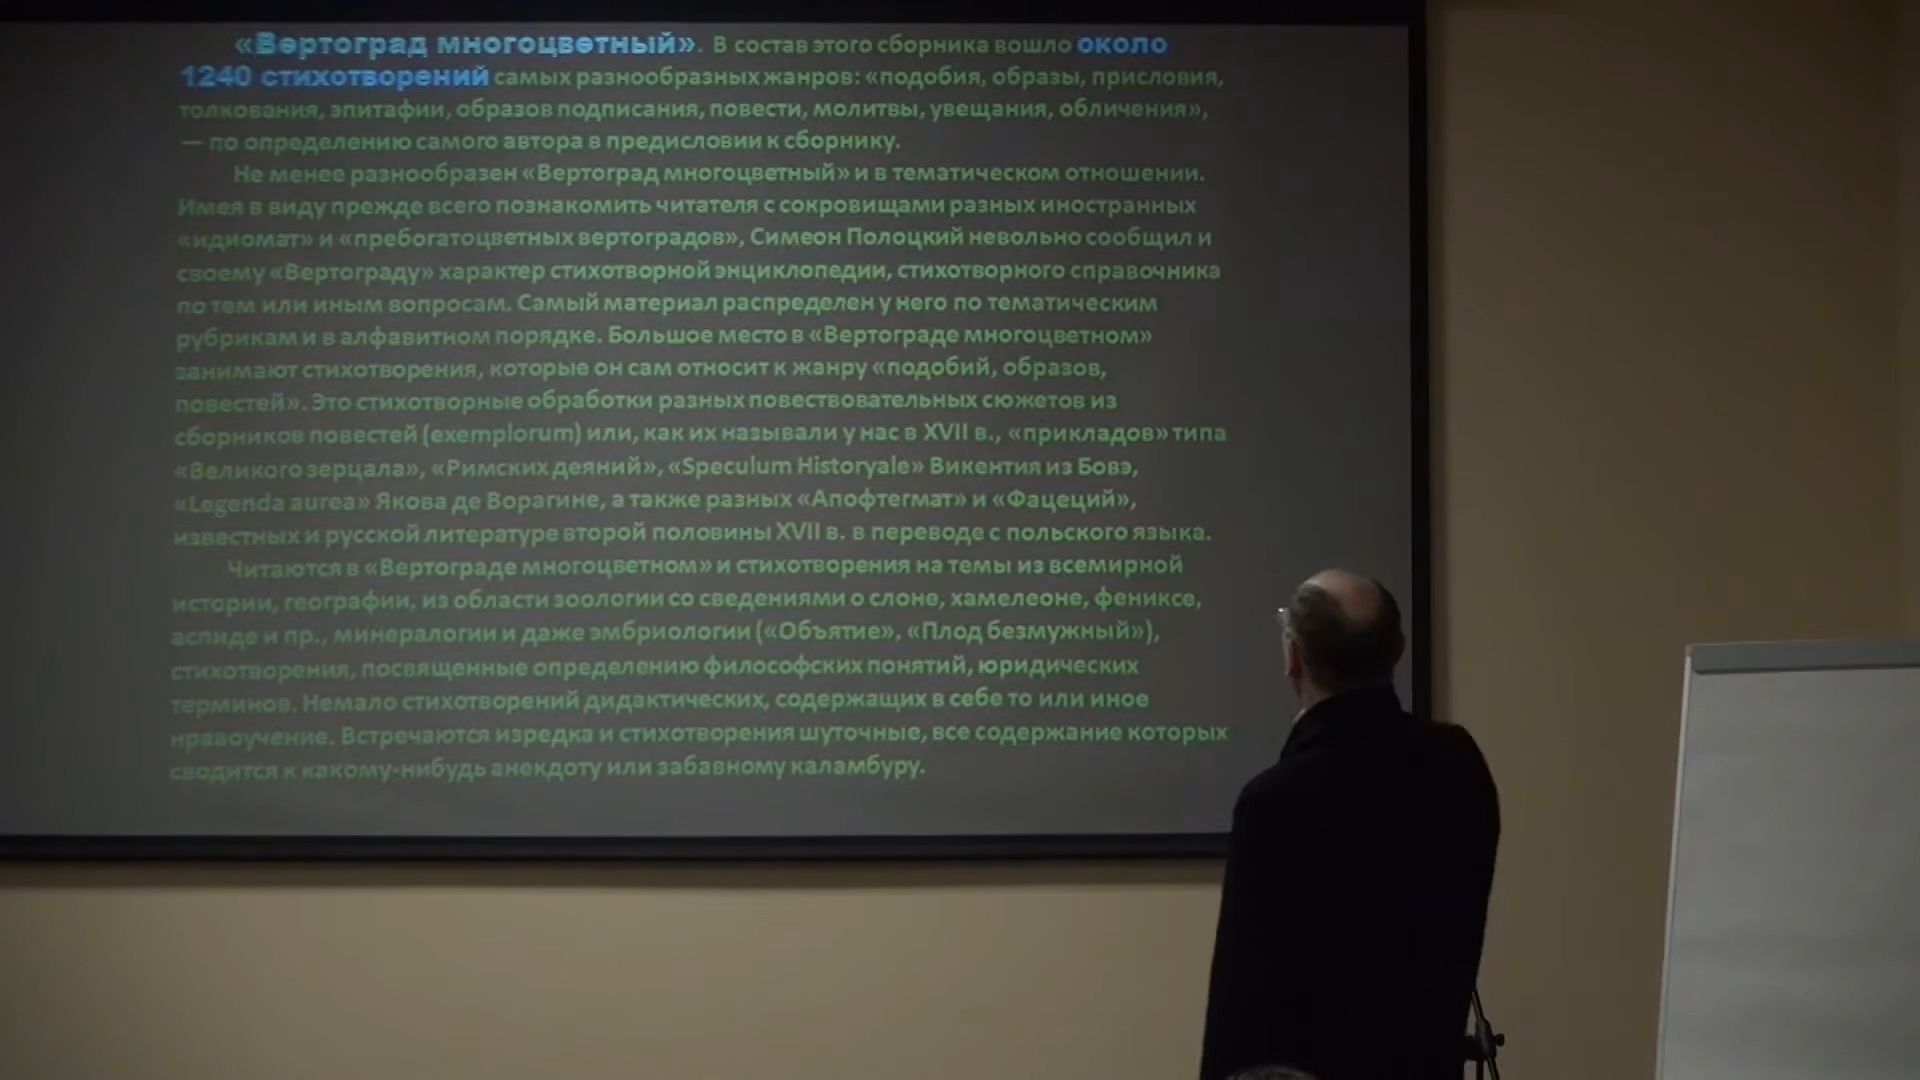 «Вертоград многоцветный». В состав этого сборника вошло около
1240 стихотворений самых разнообразных жанров: «подобия, образы, присловия,
толкования, эпитафии, образов подписания, повести, молитвы, увещания, обличения»,
— по определению самого автора в предисловии к сборнику.
Не менее разнообразен «Вертоград многоцветный» и в тематическом отношении.
Имея в виду прежде всего познакомить читателя с сокровищами разных иностранных
«идиомат» и «пребогатоцветных вертоградов», Симеон Полоцкий невольно сообщил и
своему «Вертограду» характер стихотворной энциклопедии, стихотворного справочника
по тем или иным вопросам. Самый материал распределен у него по тематическим
рубрикам и в алфавитном порядке. Большое место в «Вертограде многоцветном»
занимают стихотворения, которые он сам относит к жанру «подобий, образов,
повестей». Это стихотворные обработки разных повествовательных сюжетов из
сборников повестей (exemplorum) или, как их называли у нас в XVII в., «прикладов» типа
«Великого зерцала», «Римских деяний», «Speculum Historyale» Викентия из Бовэ,
«Legenda aurea» Якова де Ворагине, а также разных «Апофтегмат» и «Фацеций»,
известных и русской литературе второй половины XVII в. в переводе с польского языка.
Читаются в «Вертограде многоцветном» и стихотворения на темы из всемирной
истории, географии, из области зоологии со сведениями о слоне, хамелеоне, фениксе,
аспиде и пр., минералогии и даже эмбриологии («Объятие», «Плод безмужный»),
стихотворения, посвященные определению философских понятий, юридических
терминов. Немало стихотворений дидактических, содержащих в себе то или иное
нравоучение. Встречаются изредка и стихотворения шуточные, все содержание которых
сводится к какому-нибудь анекдоту или забавному каламбуру.